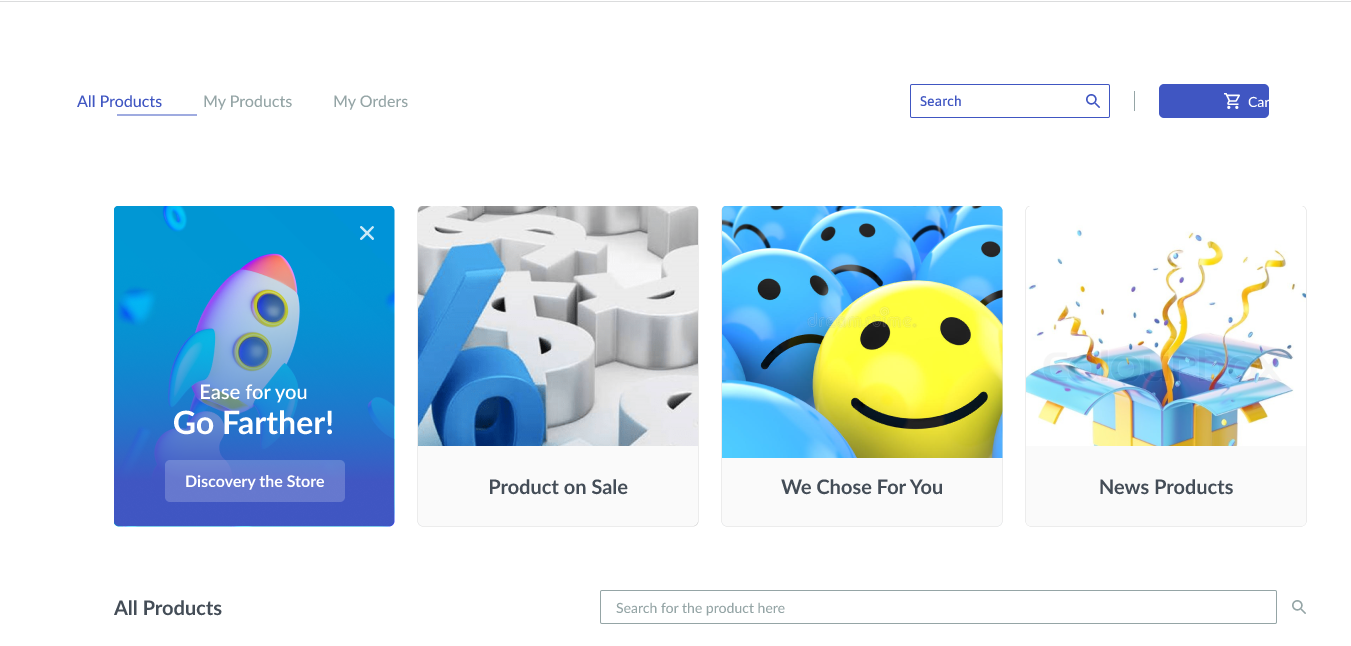 All Products
My Products
My Orders
Search
Car
Ease for you
Go Farther!
Discovery the Store
Product on Sale
We Chose For You
News Products
All Products
Search for the product here